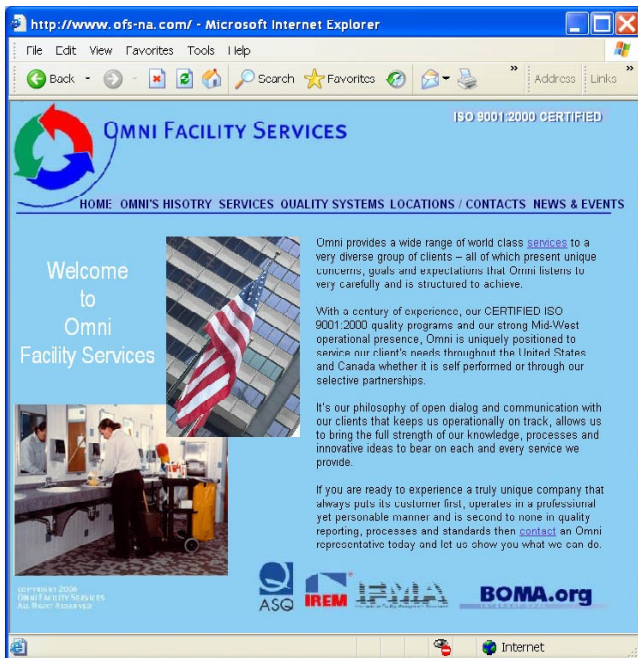 http://www.ofs-na.com/ - Microsoft Internet Explorer
File Edit View Favorites Tools Help
Back Search Favorites » Address Links »
OMNI FACILITY SERVICES
ISO 9001:2000 CERTIFIED
HOME OMNI'S HISOTRY SERVICES QUALITY SYSTEMS LOCATIONS / CONTACTS NEWS & EVENTS
Welcome
to
Omni
Facility Services
Omni provides a wide range of world class services to a
very diverse group of clients – all of which present unique
concerns, goals and expectations that Omni listens to
very carefully and is structured to achieve.
With a century of experience, our CERTIFIED ISO
9001:2000 quality programs and our strong Mid-West
operational presence, Omni is uniquely positioned to
service our client's needs throughout the United States
and Canada whether it is self performed or through our
selective partnerships.
It's our philosophy of open dialog and communication with
our clients that keeps us operationally on track, allows us
to bring the full strength of our knowledge, processes and
innovative ideas to bear on each and every service we
provide.
If you are ready to experience a truly unique company that
always puts its customer first, operates in a professional
yet personable manner and is second to none in quality
reporting, processes and standards then contact an Omni
representative today and let us show you what we can do.
COPYRIGHT 2006
OMNI FACILITY SERVICES
ALL RIGHT RESERVED
ASQ IREM IFMA BOMA.org
Internet